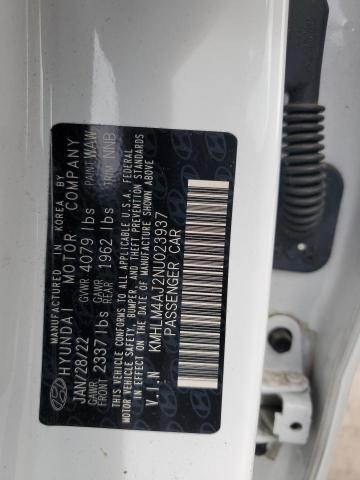 MANUFACTURED IN KOREA BY
HYUNDAI MOTOR COMPANY
JAN/28/22 GVWR 4079 lbs PAINT WAW
GAWR FRONT 2337 lbs GAWR REAR 1962 lbs TRIM NNB
THIS VEHICLE CONFORMS TO ALL APPLICABLE U.S.A. FEDERAL
MOTOR VEHICLE SAFETY, BUMPER, AND THEFT PREVENTION STANDARDS
IN EFFECT ON THE DATE OF MANUFACTURE SHOWN ABOVE.
V.I.N KMHLM4AJ2NU023937
PASSENGER CAR